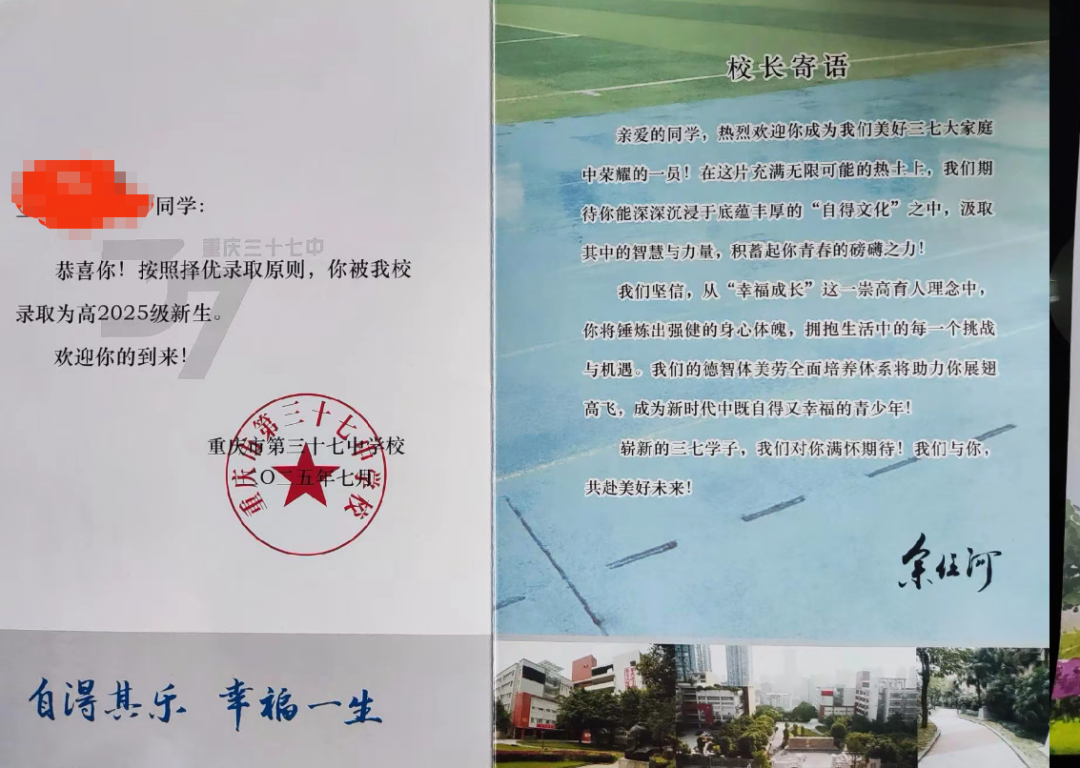 同学：
重庆三十七中
恭喜你！按照择优录取原则，你被我校
录取为高2025级新生。
欢迎你的到来！
重庆市第三十七中学校
二〇二五年七月
重庆市第三十七中学校
自得其乐 幸福一生
校长寄语
亲爱的同学，热烈欢迎你成为我们美好三七大家庭
中荣耀的一员！在这片充满无限可能的热土上，我们期
待你能深深沉浸于底蕴丰厚的“自得文化”之中，汲取
其中的智慧与力量，积蓄起你青春的磅礴之力！
我们坚信，从“幸福成长”这一崇高育人理念中，
你将锤炼出强健的身心体魄，拥抱生活中的每一个挑战
与机遇。我们的德智体美劳全面培养体系将助力你展翅
高飞，成为新时代中既自得又幸福的青少年！
崭新的三七学子，我们对你满怀期待！我们与你，
共赴美好未来！